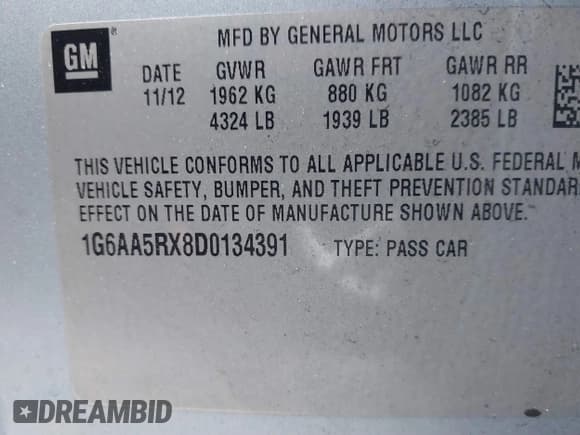 GM ®
MFD BY GENERAL MOTORS LLC
DATE GVWR GAWR FRT GAWR RR
11/12 1962 KG 880 KG 1082 KG
4324 LB 1939 LB 2385 LB
THIS VEHICLE CONFORMS TO ALL APPLICABLE U.S. FEDERAL
VEHICLE SAFETY, BUMPER, AND THEFT PREVENTION STANDAR
EFFECT ON THE DATE OF MANUFACTURE SHOWN ABOVE.
1G6AA5RX8D0134391 TYPE: PASS CAR
DREAMBID